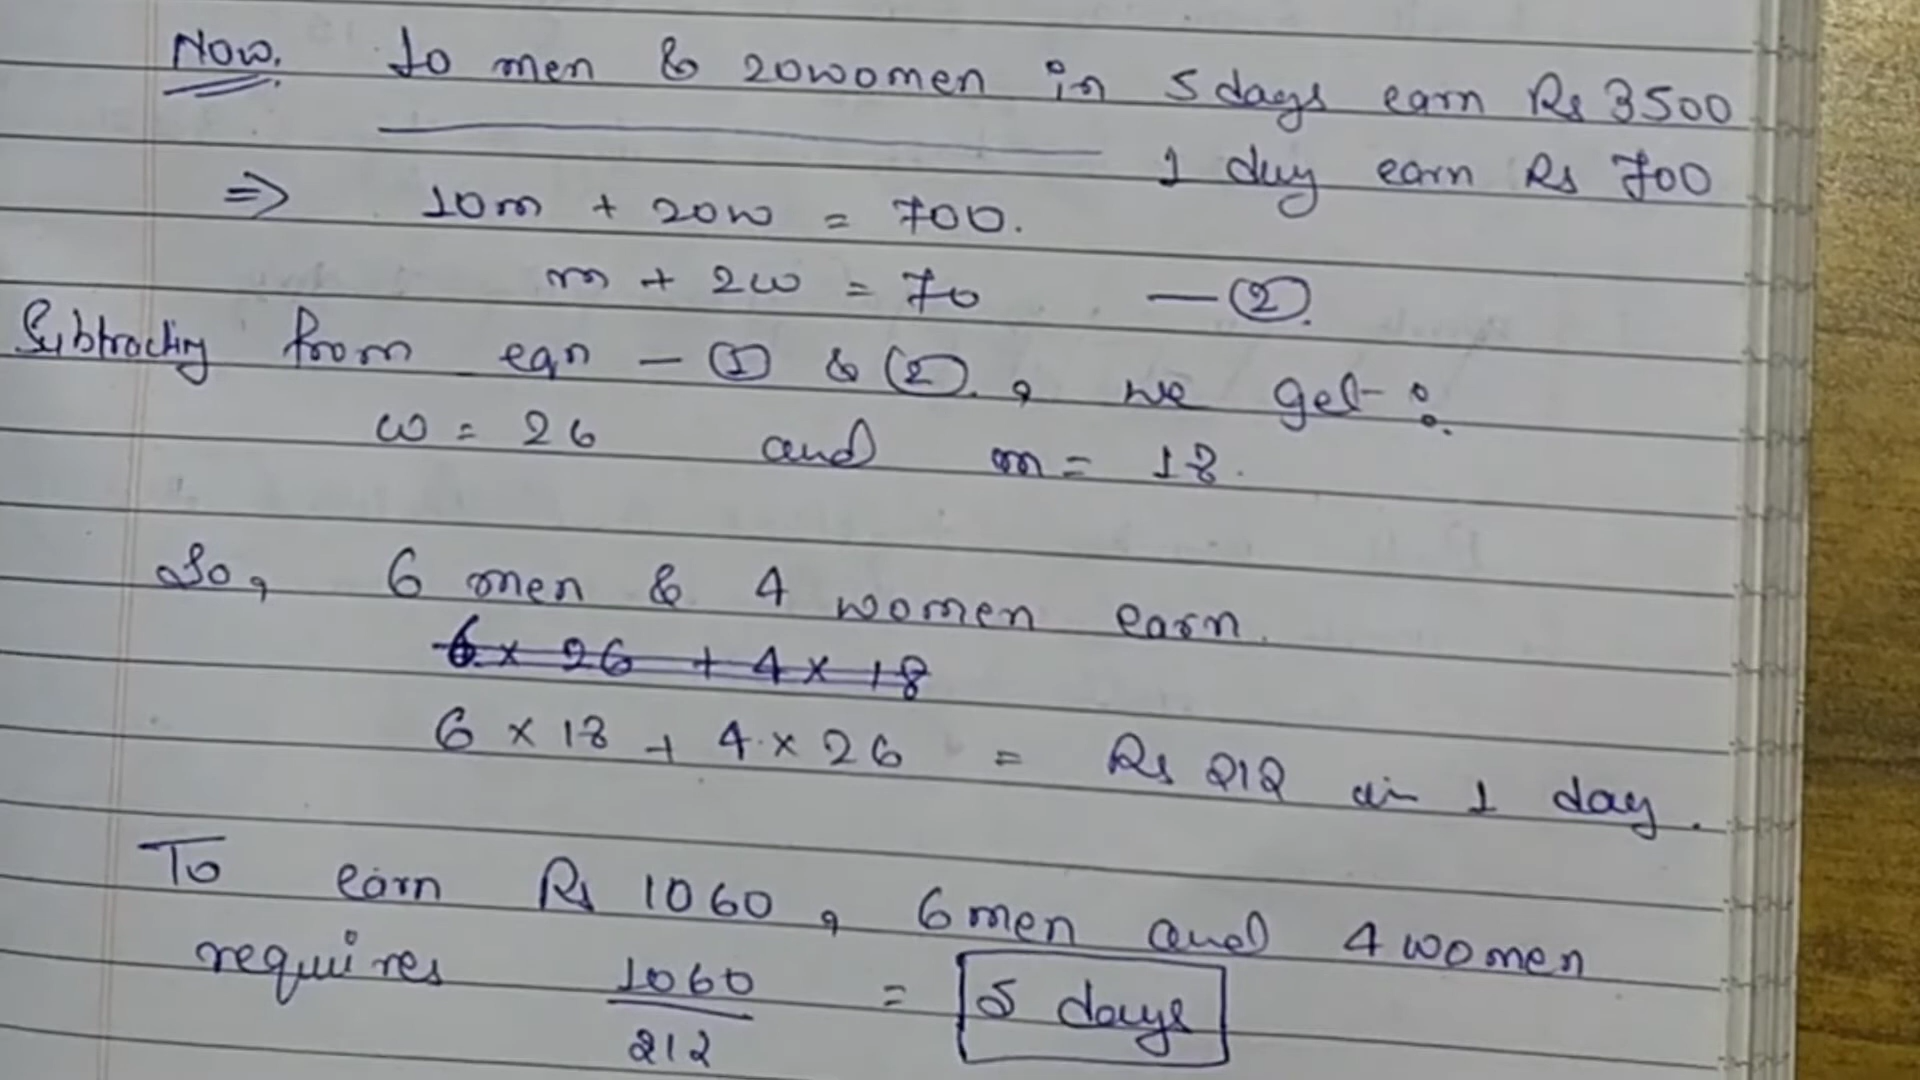 Now. 10 men & 20women in 5 days earn Rs 3500
1 day earn Rs 700
⇒ 10m + 20w = 700.
m + 2w = 70 — ②.
Subtracting from eqn - ① & ②., we get :
w = 26 and m = 18.
So, 6 men & 4 women earn.
6 × 26 + 4 × 18
6 × 18 + 4 × 26 = Rs 212 in 1 day.
To earn Rs 1060, 6 men and 4 women
requires 1060/212 = 5 days